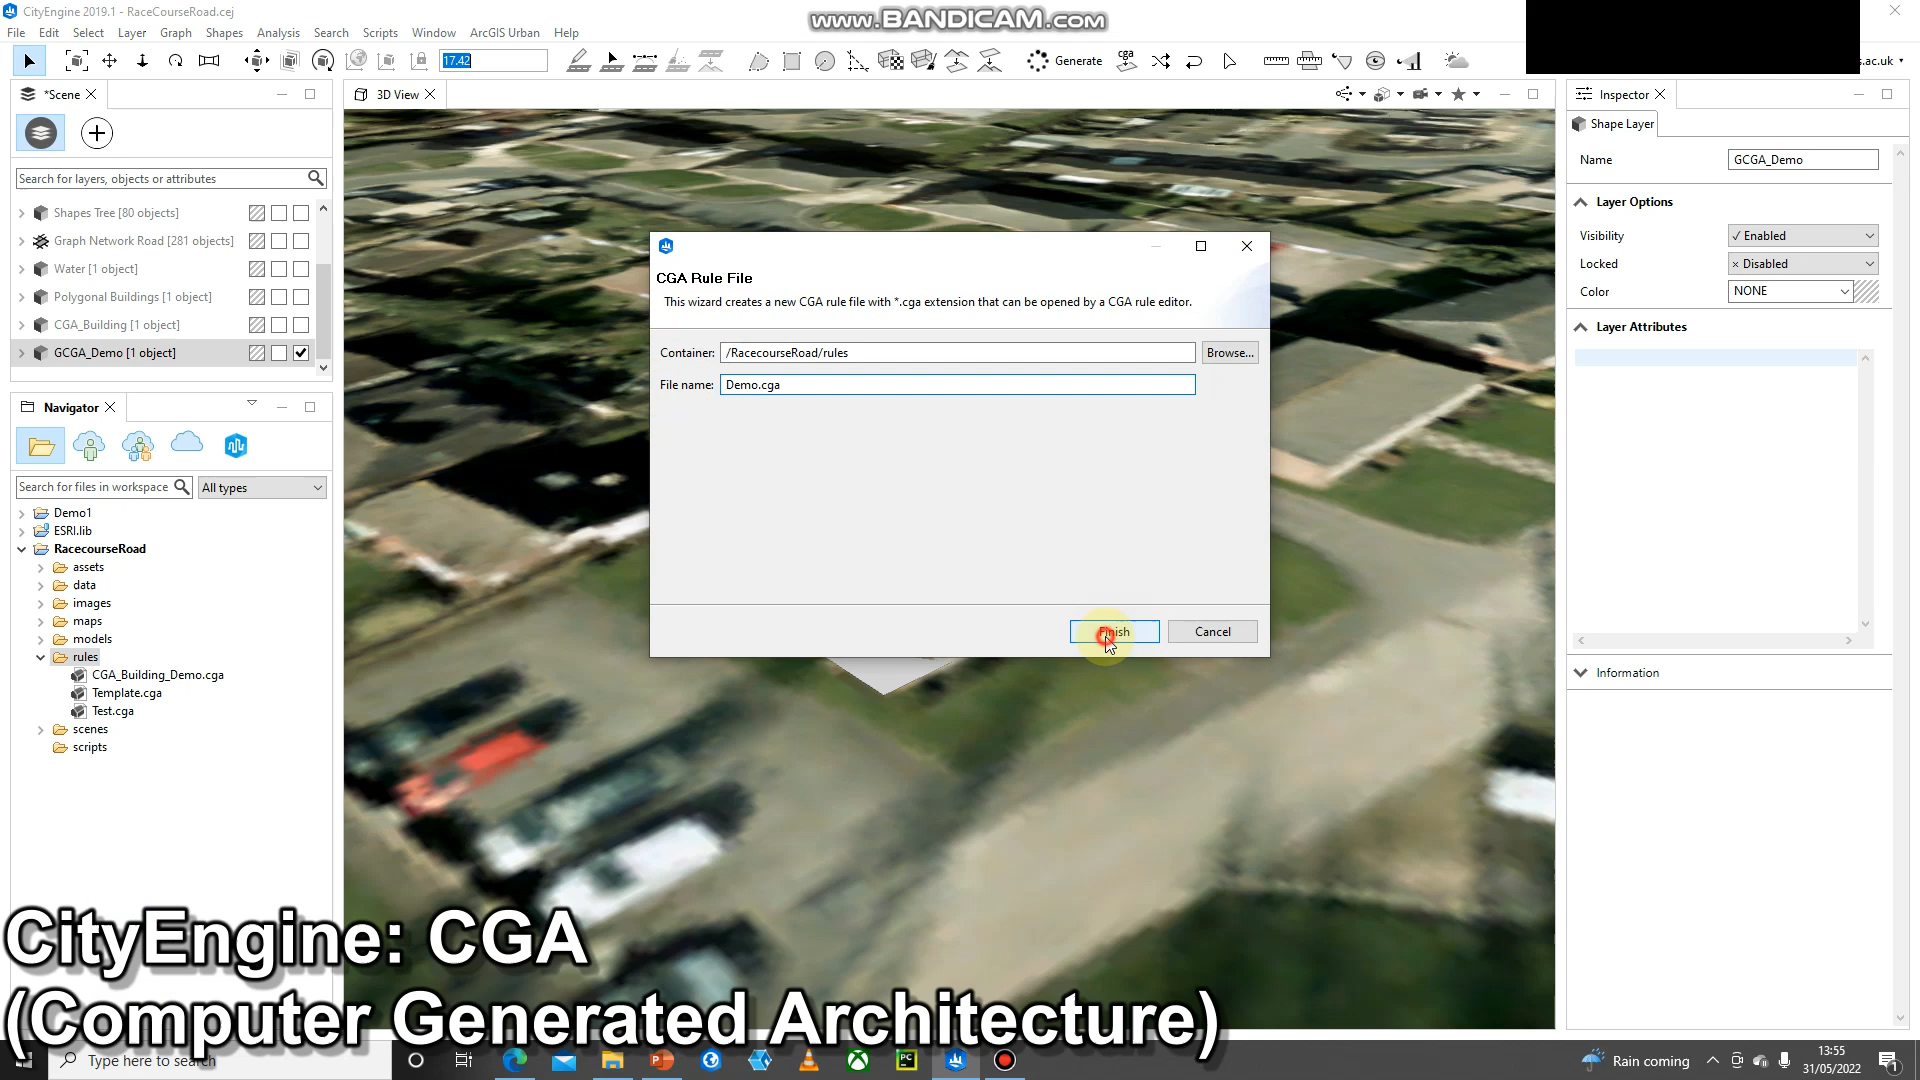 CityEngine 2019.1 - RaceCourseRoad.cej
WWW.BANDICAM.COM
File Edit Select Layer Graph Shapes Analysis Search Scripts Window ArcGIS Urban Help
17.42
cga
Generate
s.ac.uk
*Scene
3D View
Inspector
Shape Layer
Search for layers, objects or attributes
Name
GCGA_Demo
Shapes Tree [80 objects]
Layer Options
Graph Network Road [281 objects]
Visibility
✓ Enabled
Water [1 object]
Locked
× Disabled
Polygonal Buildings [1 object]
Color
NONE
CGA_Building [1 object]
Layer Attributes
GCGA_Demo [1 object]
CGA Rule File
This wizard creates a new CGA rule file with *.cga extension that can be opened by a CGA rule editor.
Container:
/RacecourseRoad/rules
Browse...
File name:
Demo.cga
Finish
Cancel
Navigator
Search for files in workspace
All types
Demo1
ESRI.lib
RacecourseRoad
assets
data
images
maps
models
rules
CGA_Building_Demo.cga
Template.cga
Test.cga
scenes
scripts
Information
CityEngine: CGA
(Computer Generated Architecture)
Type here to search
PC
Rain coming
13:55
31/05/2022
1